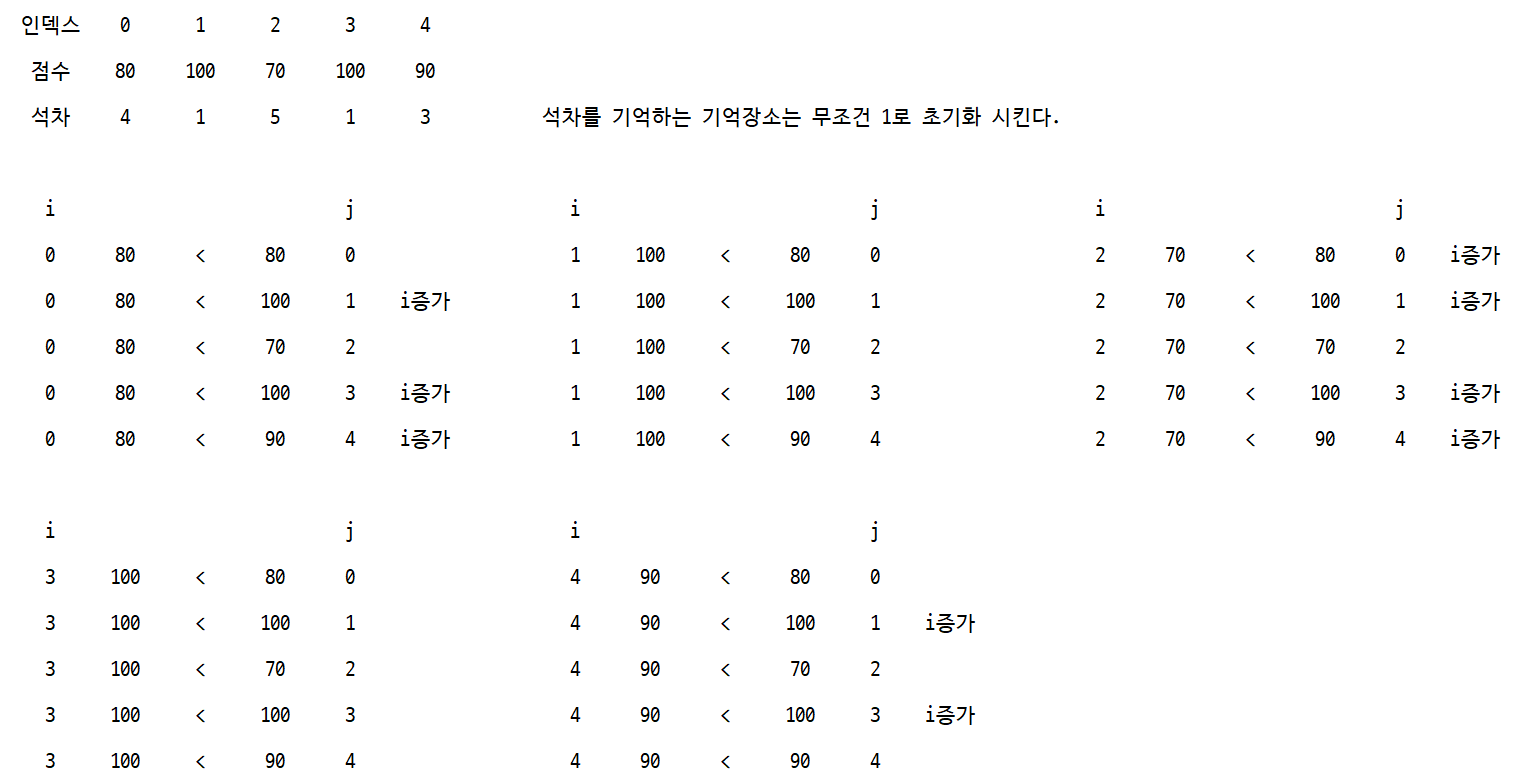 인덱스 0 1 2 3 4
점수 80 100 70 100 90
석차 4 1 5 1 3 석차를 기억하는 기억장소는 무조건 1로 초기화 시킨다.
i j i j i j
0 80 < 80 0 1 100 < 80 0 2 70 < 80 0 i증가
0 80 < 100 1 i증가 1 100 < 100 1 2 70 < 100 1 i증가
0 80 < 70 2 1 100 < 70 2 2 70 < 70 2
0 80 < 100 3 i증가 1 100 < 100 3 2 70 < 100 3 i증가
0 80 < 90 4 i증가 1 100 < 90 4 2 70 < 90 4 i증가
i j i j
3 100 < 80 0 4 90 < 80 0
3 100 < 100 1 4 90 < 100 1 i증가
3 100 < 70 2 4 90 < 70 2
3 100 < 100 3 4 90 < 100 3 i증가
3 100 < 90 4 4 90 < 90 4